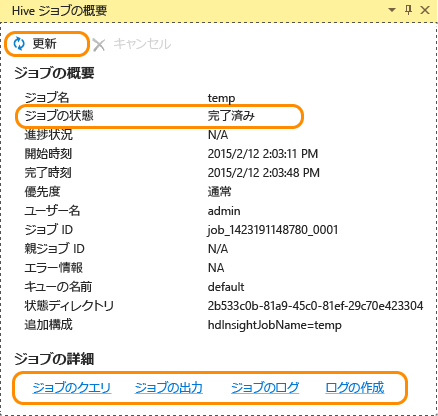 Hive ジョブの概要
更新 キャンセル
ジョブの概要
ジョブ名 temp
ジョブの状態 完了済み
進捗状況 N/A
開始時刻 2015/2/12 2:03:11 PM
完了時刻 2015/2/12 2:03:48 PM
優先度 通常
ユーザー名 admin
ジョブ ID job_1423191148780_0001
親ジョブ ID N/A
エラー情報 NA
キューの名前 default
状態ディレクトリ 2b533c0b-81a9-45c0-81ef-29c70e423304
追加構成 hdInsightJobName=temp
ジョブの詳細
ジョブのクエリ ジョブの出力 ジョブのログ ログの作成